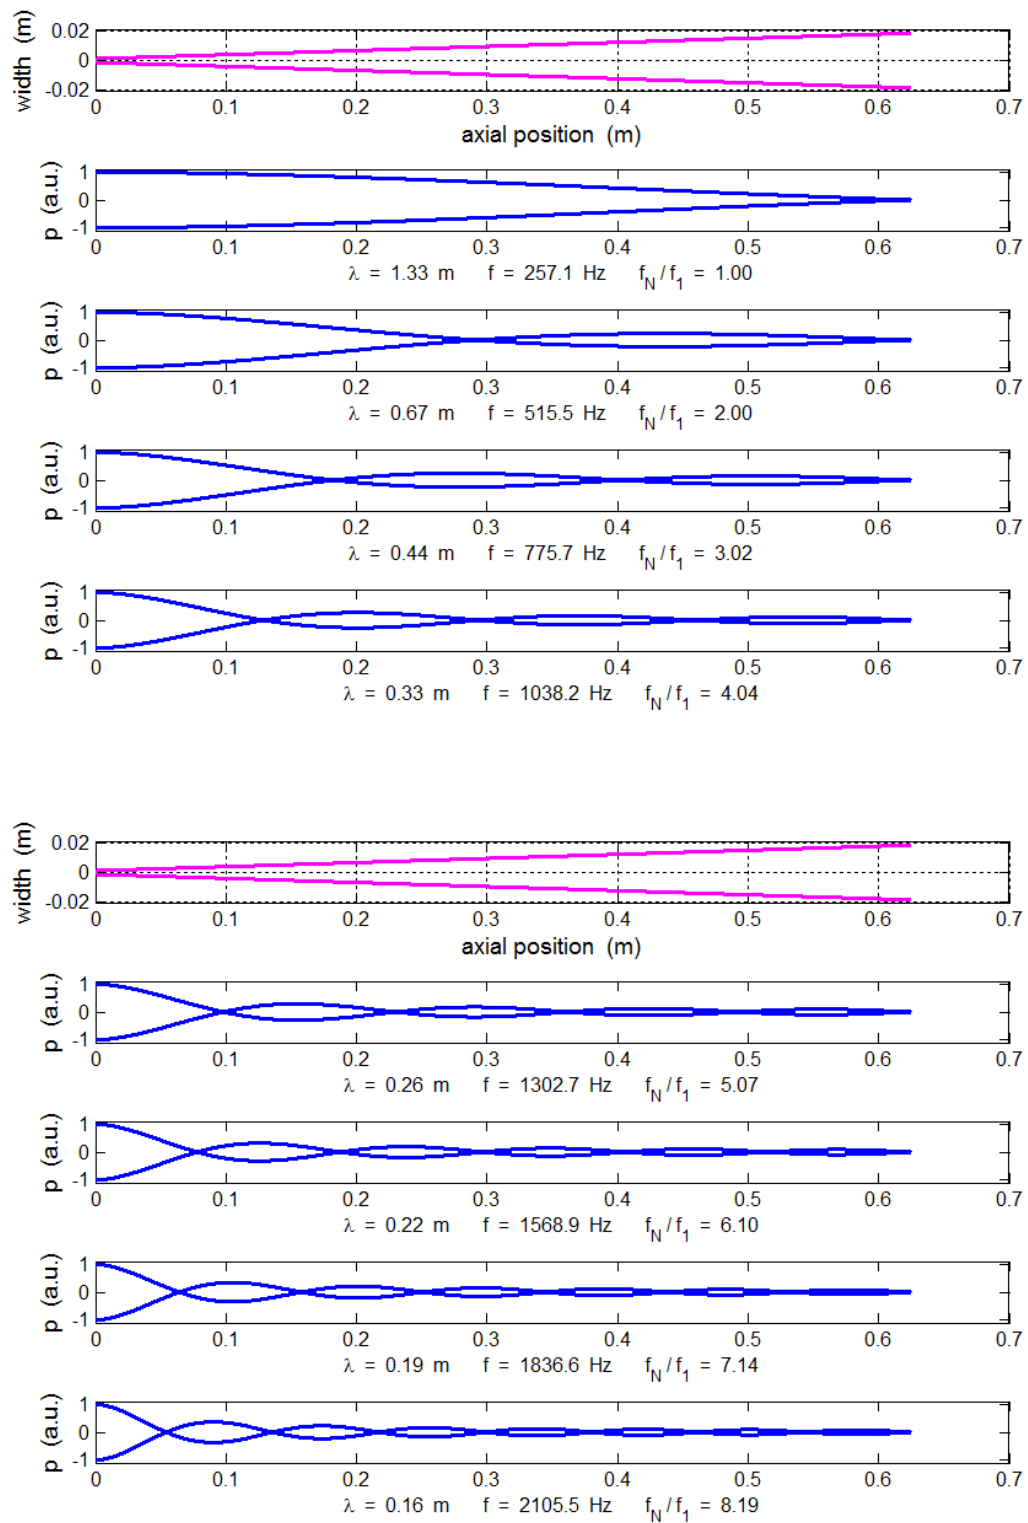 width (m)
0.02
0
-0.02
0 0.1 0.2 0.3 0.4 0.5 0.6 0.7
axial position (m)
p (a.u.)
1
0
-1
0 0.1 0.2 0.3 0.4 0.5 0.6 0.7
λ = 1.33 m f = 257.1 Hz f_N / f_1 = 1.00
p (a.u.)
1
0
-1
0 0.1 0.2 0.3 0.4 0.5 0.6 0.7
λ = 0.67 m f = 515.5 Hz f_N / f_1 = 2.00
p (a.u.)
1
0
-1
0 0.1 0.2 0.3 0.4 0.5 0.6 0.7
λ = 0.44 m f = 775.7 Hz f_N / f_1 = 3.02
p (a.u.)
1
0
-1
0 0.1 0.2 0.3 0.4 0.5 0.6 0.7
λ = 0.33 m f = 1038.2 Hz f_N / f_1 = 4.04
width (m)
0.02
0
-0.02
0 0.1 0.2 0.3 0.4 0.5 0.6 0.7
axial position (m)
p (a.u.)
1
0
-1
0 0.1 0.2 0.3 0.4 0.5 0.6 0.7
λ = 0.26 m f = 1302.7 Hz f_N / f_1 = 5.07
p (a.u.)
1
0
-1
0 0.1 0.2 0.3 0.4 0.5 0.6 0.7
λ = 0.22 m f = 1568.9 Hz f_N / f_1 = 6.10
p (a.u.)
1
0
-1
0 0.1 0.2 0.3 0.4 0.5 0.6 0.7
λ = 0.19 m f = 1836.6 Hz f_N / f_1 = 7.14
p (a.u.)
1
0
-1
0 0.1 0.2 0.3 0.4 0.5 0.6 0.7
λ = 0.16 m f = 2105.5 Hz f_N / f_1 = 8.19